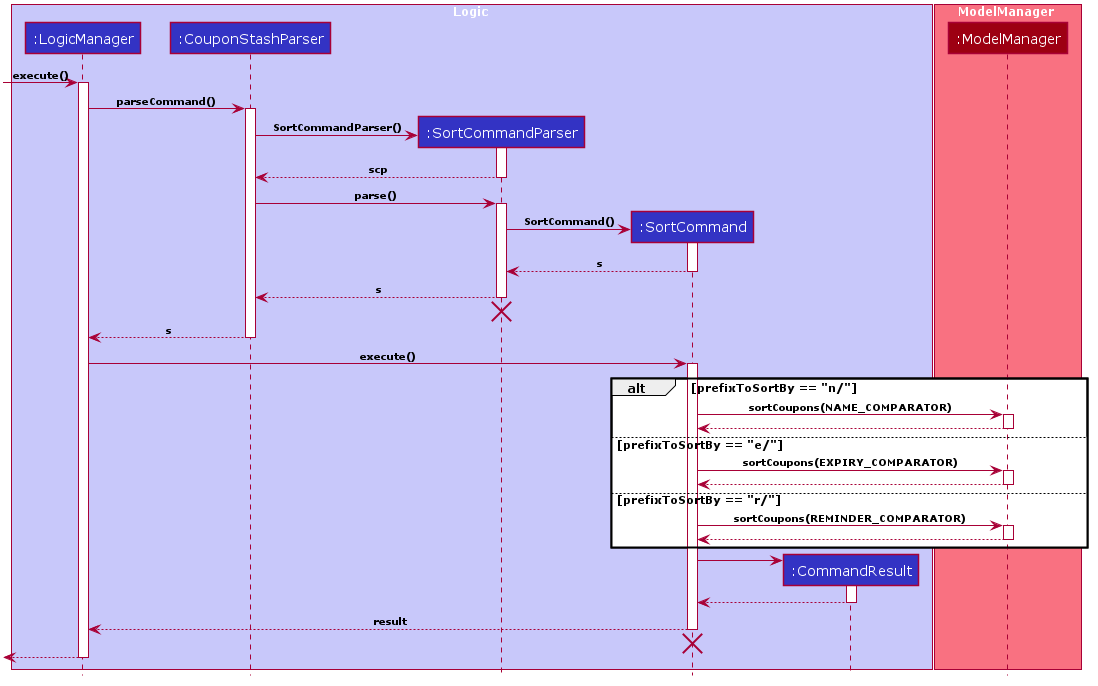 Logic
ModelManager
:LogicManager
:CouponStashParser
:ModelManager
execute()
parseCommand()
SortCommandParser()
:SortCommandParser
scp
parse()
SortCommand()
:SortCommand
s
s
s
execute()
alt
[prefixToSortBy == "n/"]
sortCoupons(NAME_COMPARATOR)
[prefixToSortBy == "e/"]
sortCoupons(EXPIRY_COMPARATOR)
[prefixToSortBy == "r/"]
sortCoupons(REMINDER_COMPARATOR)
:CommandResult
result